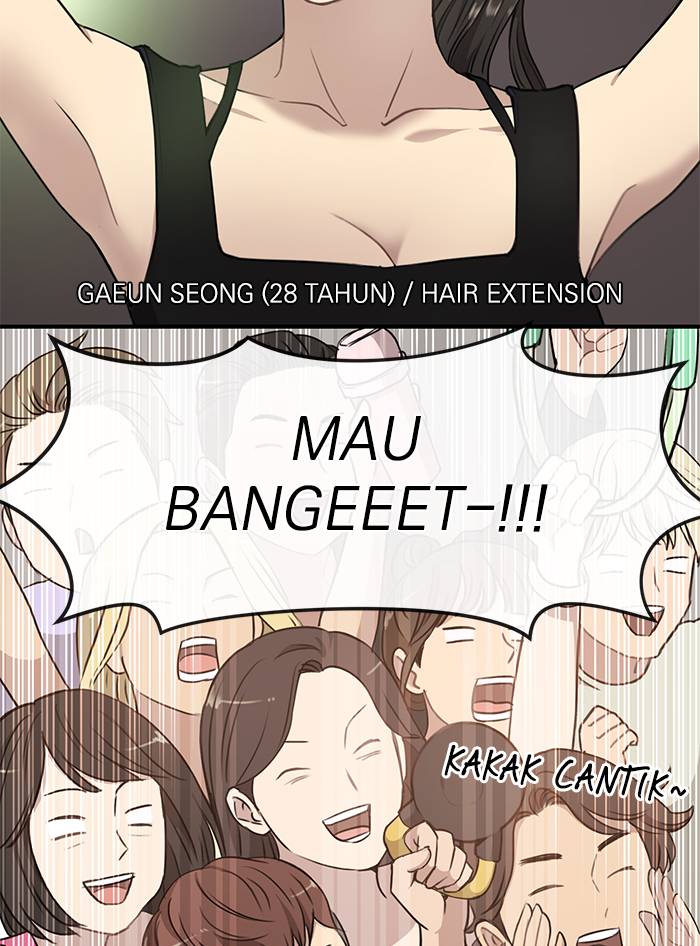 GAEUN SEONG (28 TAHUN) / HAIR EXTENSION
MAU
BANGEEET-!!!
KAKAK CANTIK~